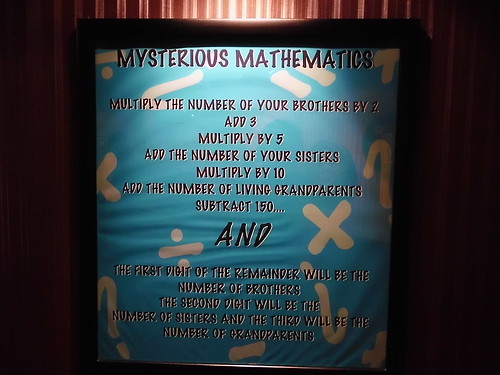 MYSTERIOUS MATHEMATICS
MULTIPLY THE NUMBER OF YOUR BROTHERS BY 2
ADD 3
MULTIPLY BY 5
ADD THE NUMBER OF YOUR SISTERS
MULTIPLY BY 10
ADD THE NUMBER OF LIVING GRANDPARENTS
SUBTRACT 150....
AND
THE FIRST DIGIT OF THE REMAINDER WILL BE THE
NUMBER OF BROTHERS
THE SECOND DIGIT WILL BE THE
NUMBER OF SISTERS AND THE THIRD WILL BE THE
NUMBER OF GRANDPARENTS